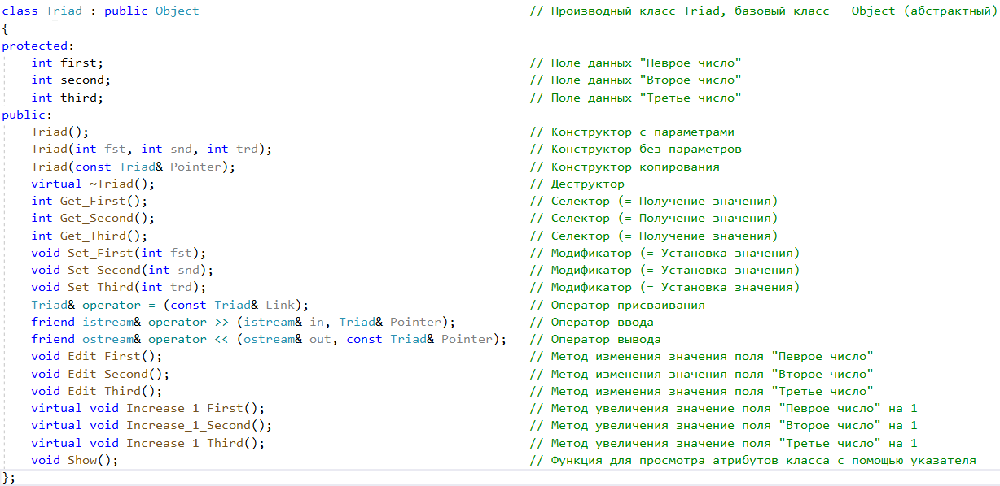 class Triad : public Object // Производный класс Triad, базовый класс - Object (абстрактный)
{
protected:
int first; // Поле данных "Певрое число"
int second; // Поле данных "Второе число"
int third; // Поле данных "Третье число"
public:
Triad(); // Конструктор с параметрами
Triad(int fst, int snd, int trd); // Конструктор без параметров
Triad(const Triad& Pointer); // Конструктор копирования
virtual ~Triad(); // Деструктор
int Get_First(); // Селектор (= Получение значения)
int Get_Second(); // Селектор (= Получение значения)
int Get_Third(); // Селектор (= Получение значения)
void Set_First(int fst); // Модификатор (= Установка значения)
void Set_Second(int snd); // Модификатор (= Установка значения)
void Set_Third(int trd); // Модификатор (= Установка значения)
Triad& operator = (const Triad& Link); // Оператор присваивания
friend istream& operator >> (istream& in, Triad& Pointer); // Оператор ввода
friend ostream& operator << (ostream& out, const Triad& Pointer); // Оператор вывода
void Edit_First(); // Метод изменения значения поля "Певрое число"
void Edit_Second(); // Метод изменения значения поля "Второе число"
void Edit_Third(); // Метод изменения значения поля "Третье число"
virtual void Increase_1_First(); // Метод увеличения значение поля "Певрое число" на 1
virtual void Increase_1_Second(); // Метод увеличения значение поля "Второе число" на 1
virtual void Increase_1_Third(); // Метод увеличения значение поля "Третье число" на 1
void Show(); // Функция для просмотра атрибутов класса с помощью указателя
};